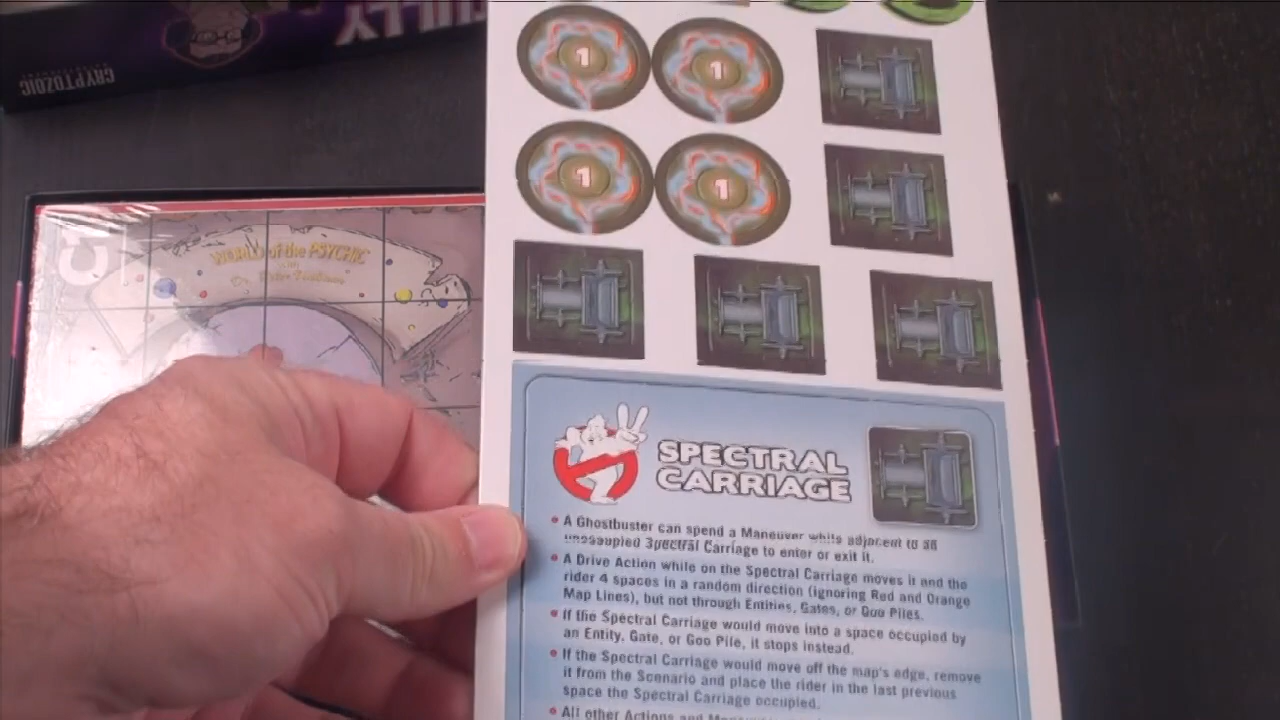 CRYPTOZOIC
1
1
1
1
WORLD of the PSYCHIC
with
SPECTRAL
CARRIAGE
• A Ghostbuster can spend a Maneuver while adjacent to an
unoccupied Spectral Carriage to enter or exit it.
• A Drive Action while on the Spectral Carriage moves it and the
rider 4 spaces in a random direction (ignoring Red and Orange
Map Lines), but not through Entities, Gates, or Goo Piles.
• If the Spectral Carriage would move into a space occupied by
an Entity, Gate, or Goo Pile, it stops instead.
• If the Spectral Carriage would move off the map's edge, remove
it from the Scenario and place the rider in the last previous
space the Spectral Carriage occupied.
• All other Actions and